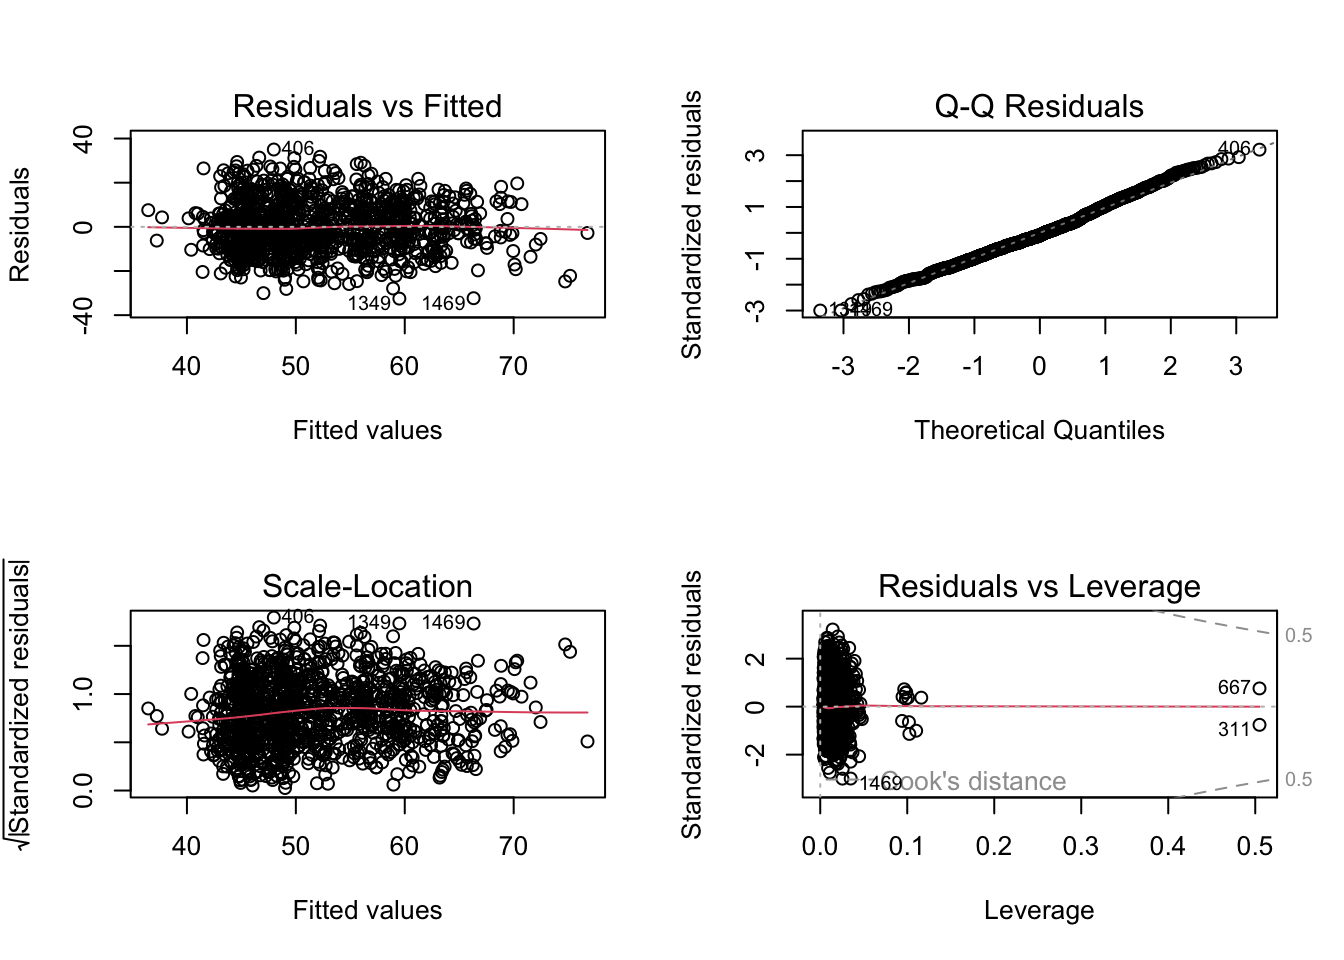 Residuals vs Fitted
Residuals
40
0
-40
406
1349
1469
40 50 60 70
Fitted values
Q-Q Residuals
Standardized residuals
3
1
-1
-3
406
1469
-3 -2 -1 0 1 2 3
Theoretical Quantiles
Scale-Location
√|Standardized residuals|
1.0
0.0
406
1349
1469
40 50 60 70
Fitted values
Residuals vs Leverage
Standardized residuals
2
0
-2
0.5
667
311
0.5
1469
Cook's distance
0.0 0.1 0.2 0.3 0.4 0.5
Leverage